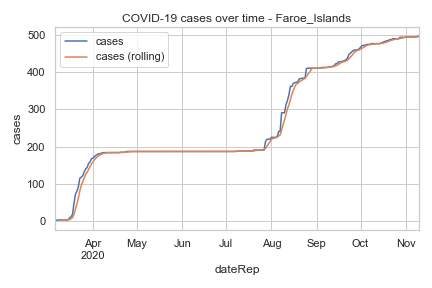 COVID-19 cases over time - Faroe_Islands
cases
cases (rolling)
500
400
300
200
100
0
cases
Apr
2020
May
Jun
Jul
Aug
Sep
Oct
Nov
dateRep